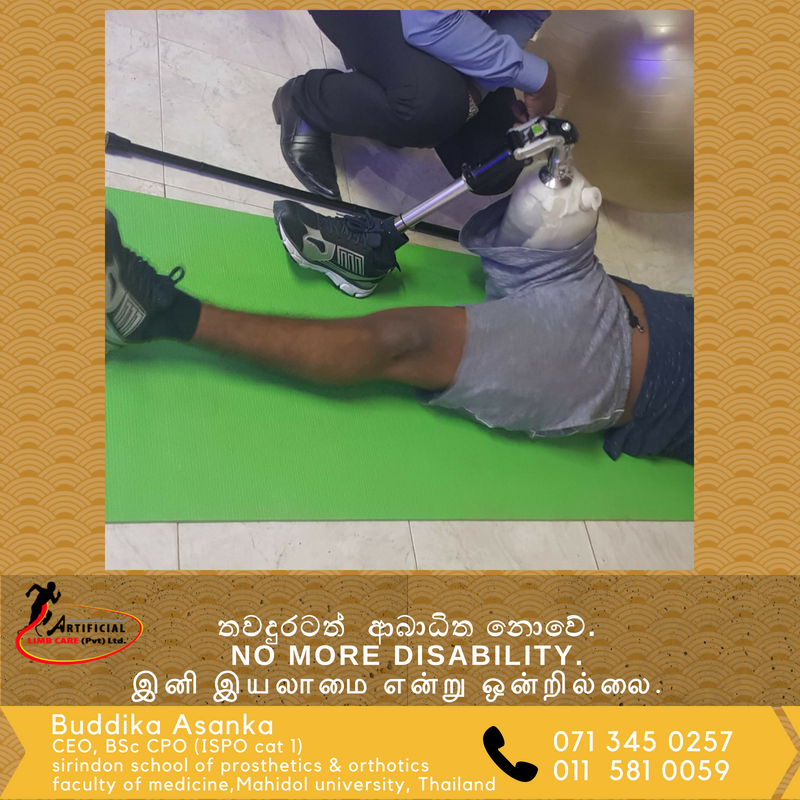 ARTIFICIAL
LIMB CARE (Pvt) Ltd.
තවදුරටත් ආබාධිත නොවේ.
NO MORE DISABILITY.
இனி இயலாமை என்று ஒன்றில்லை.
Buddika Asanka
CEO, BSc CPO (ISPO cat 1)
sirindon school of prosthetics & orthotics
faculty of medicine,Mahidol university, Thailand
071 345 0257
011 581 0059